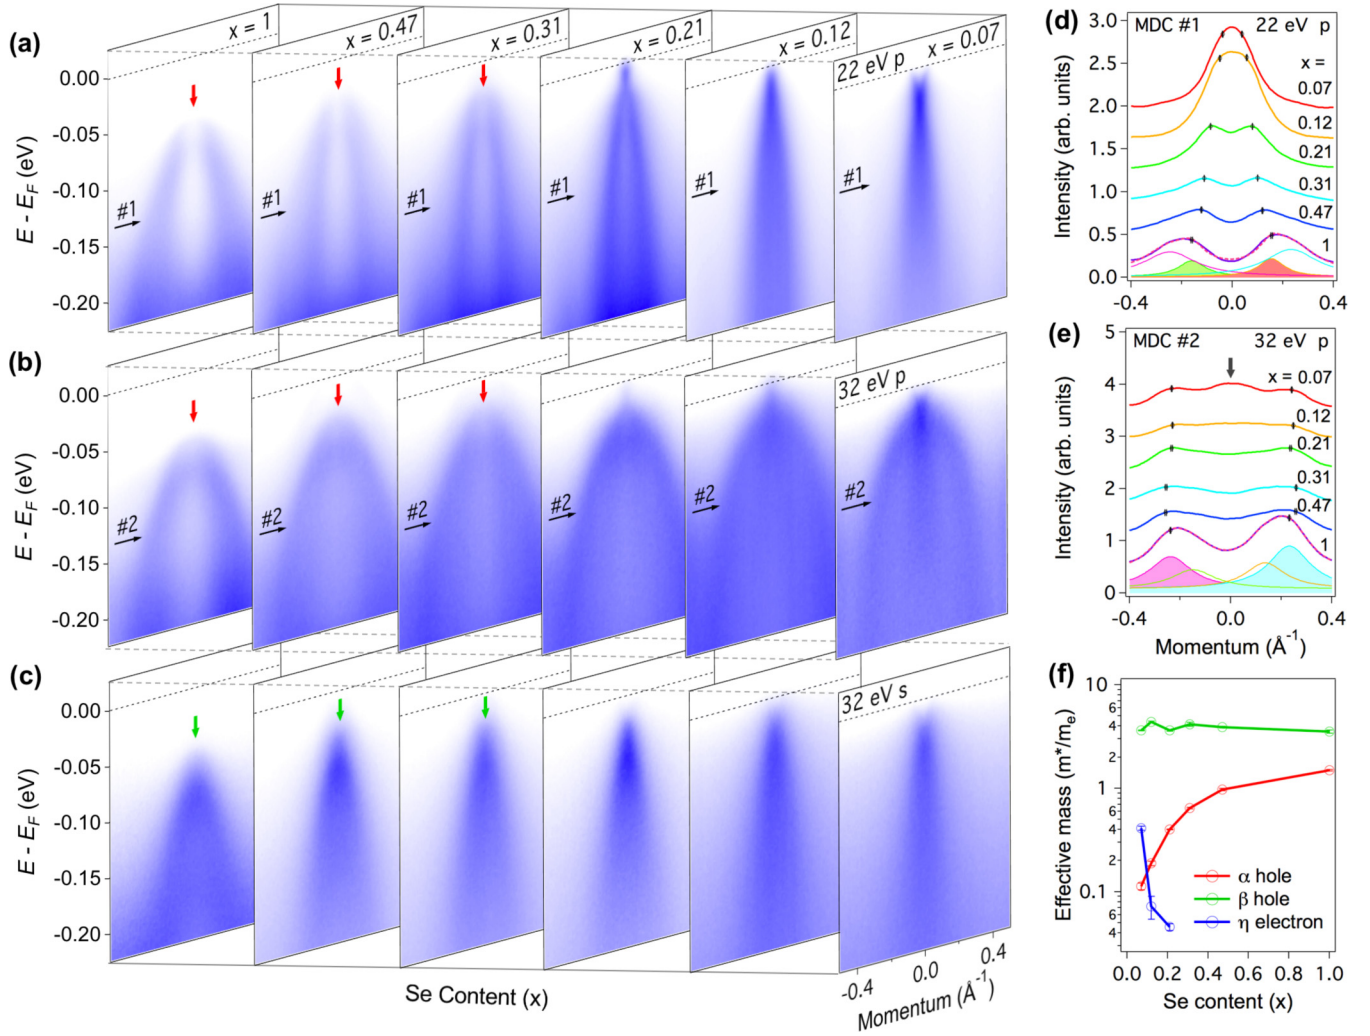 (a)
x = 1
x = 0.47
x = 0.31
x = 0.21
x = 0.12
x = 0.07
22 eV p
0.00
-0.05
-0.10
-0.15
-0.20
E - E_F (eV)
#1
#1
#1
#1
#1
#1
(b)
32 eV p
0.00
-0.05
-0.10
-0.15
-0.20
E - E_F (eV)
#2
#2
#2
#2
#2
#2
(c)
32 eV s
0.00
-0.05
-0.10
-0.15
-0.20
E - E_F (eV)
-0.4
0.0
0.4
Se Content (x)
Momentum (Å⁻¹)
(d)
MDC #1
22 eV p
x =
0.07
0.12
0.21
0.31
0.47
1
3.0
2.5
2.0
1.5
1.0
0.5
0.0
Intensity (arb. units)
-0.4
0.0
0.4
(e)
MDC #2
32 eV p
x = 0.07
0.12
0.21
0.31
0.47
1
5
4
3
2
1
0
Intensity (arb. units)
-0.4
0.0
0.4
Momentum (Å⁻¹)
(f)
10
6
4
2
1
6
4
2
0.1
6
4
Effective mass (m*/mₑ)
α hole
β hole
η electron
0.0
0.2
0.4
0.6
0.8
1.0
Se content (x)